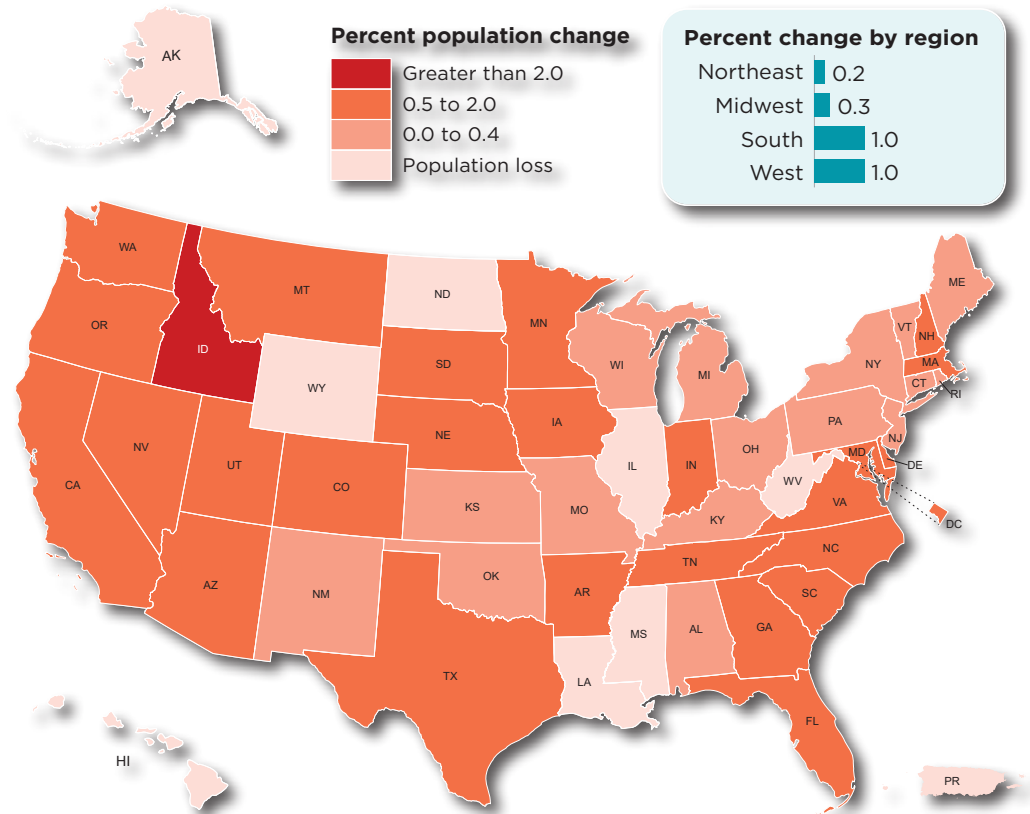 AK
Percent population change
Greater than 2.0
0.5 to 2.0
0.0 to 0.4
Population loss
Percent change by region
Northeast 0.2
Midwest 0.3
South 1.0
West 1.0
WA
MT
ND
MN
ME
OR
ID
SD
WI
MI
VT
NH
NY
MA
CT
RI
WY
NE
IA
PA
NJ
NV
UT
CO
IL
IN
OH
MD
DE
WV
CA
KS
MO
KY
VA
DC
AZ
NM
OK
AR
TN
NC
SC
TX
MS
AL
GA
LA
FL
HI
PR